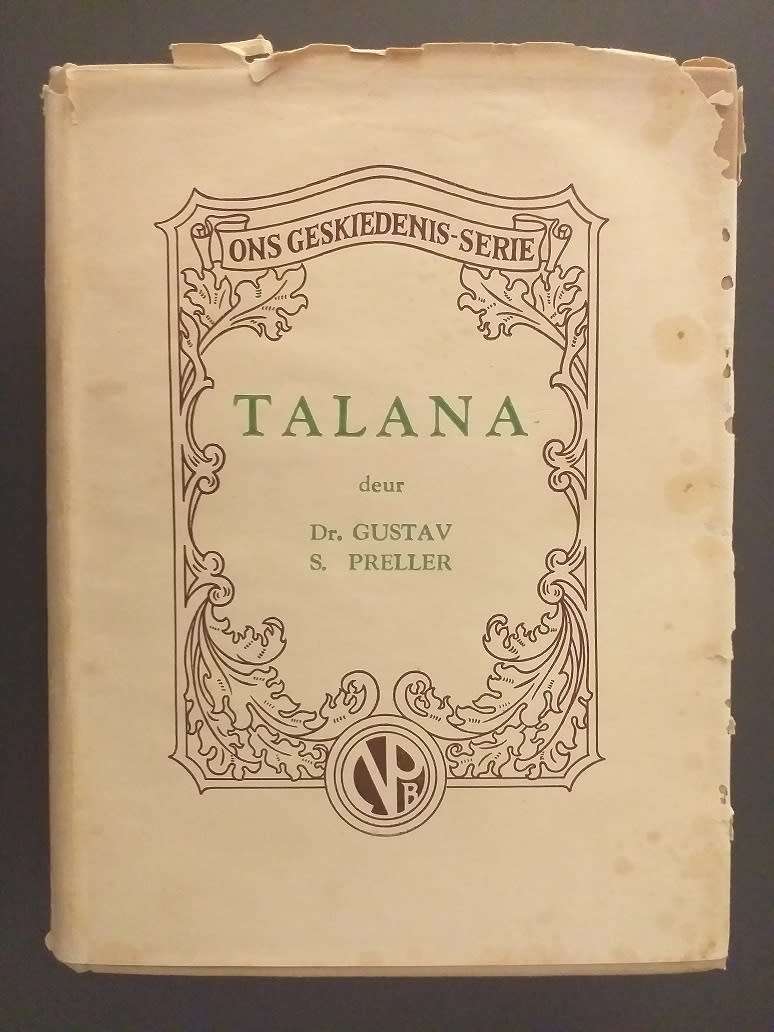 ONS GESKIEDENIS-SERIE
TALANA
deur
Dr. GUSTAV
S. PRELLER
NPB